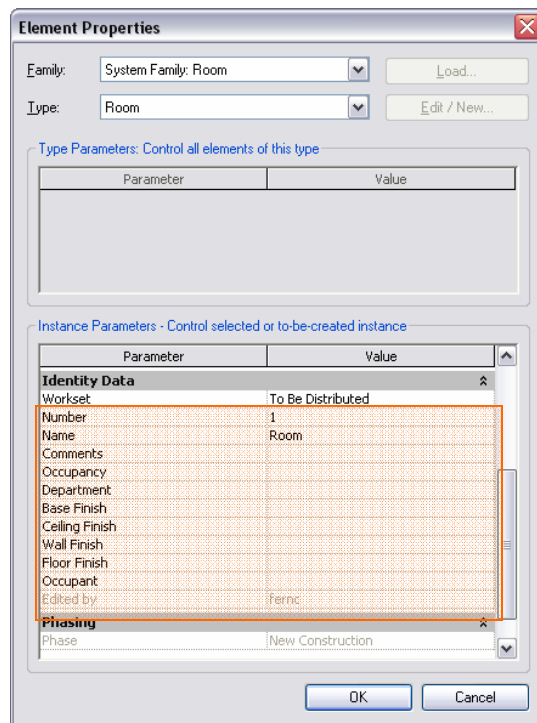 Element Properties
Family: System Family: Room Load...
Type: Room Edit / New...
Type Parameters: Control all elements of this type
Parameter Value
Instance Parameters - Control selected or to-be-created instance
Parameter Value
Identity Data
Workset To Be Distributed
Number 1
Name Room
Comments
Occupancy
Department
Base Finish
Ceiling Finish
Wall Finish
Floor Finish
Occupant
Edited by fernc
Phasing
Phase New Construction
OK Cancel